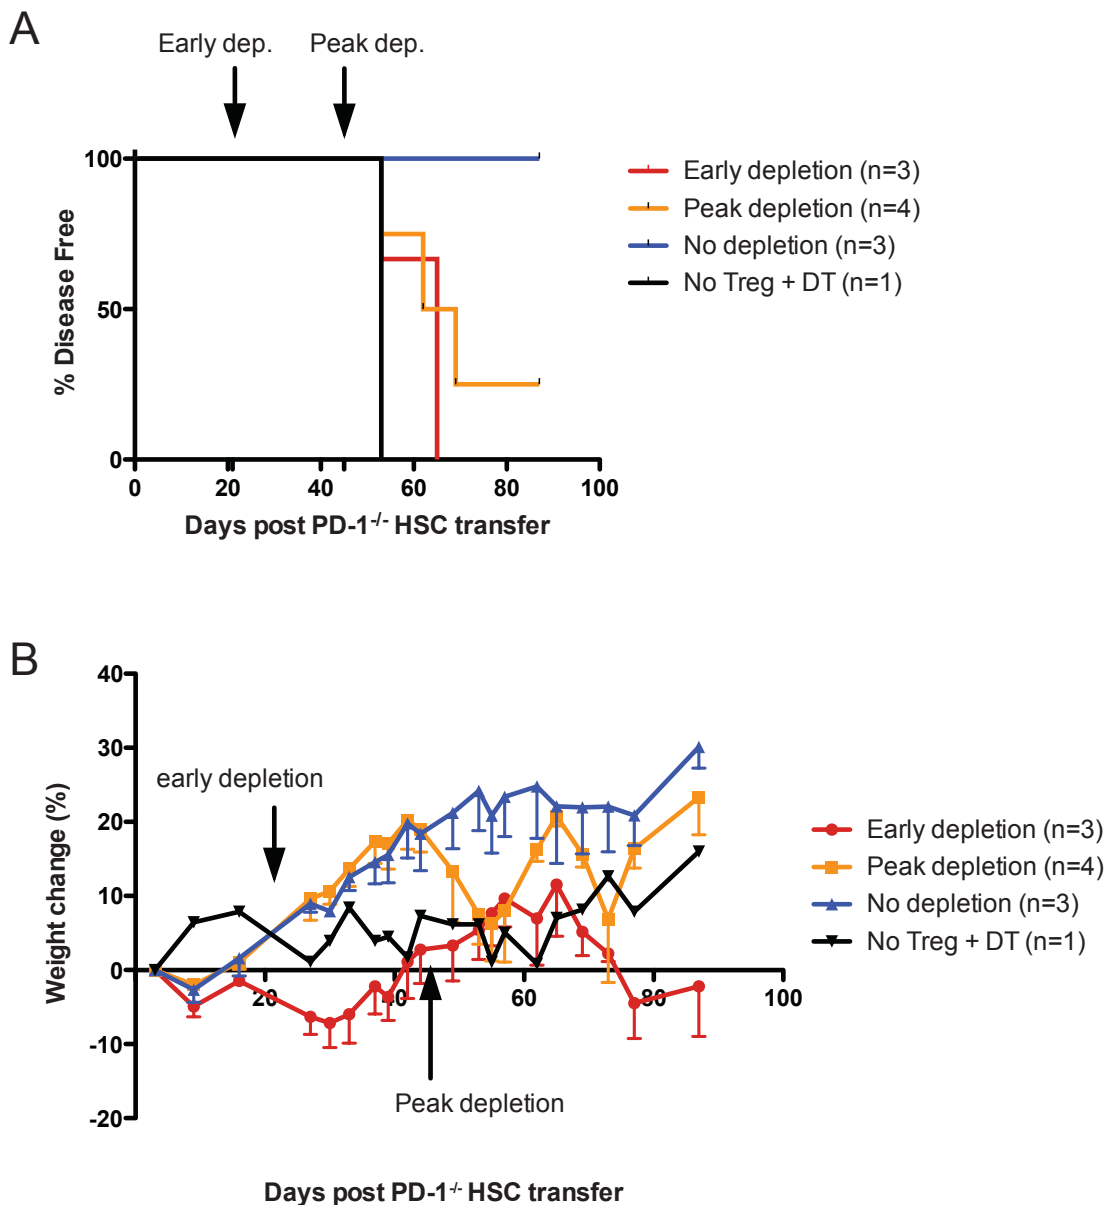 A
Early dep. Peak dep.
100
50
0
% Disease Free
0 20 40 60 80 100
Days post PD-1-/- HSC transfer
Early depletion (n=3)
Peak depletion (n=4)
No depletion (n=3)
No Treg + DT (n=1)
B
40
30
20
10
0
-10
-20
Weight change (%)
early depletion
20 40 60 80 100
Peak depletion
Days post PD-1-/- HSC transfer
Early depletion (n=3)
Peak depletion (n=4)
No depletion (n=3)
No Treg + DT (n=1)